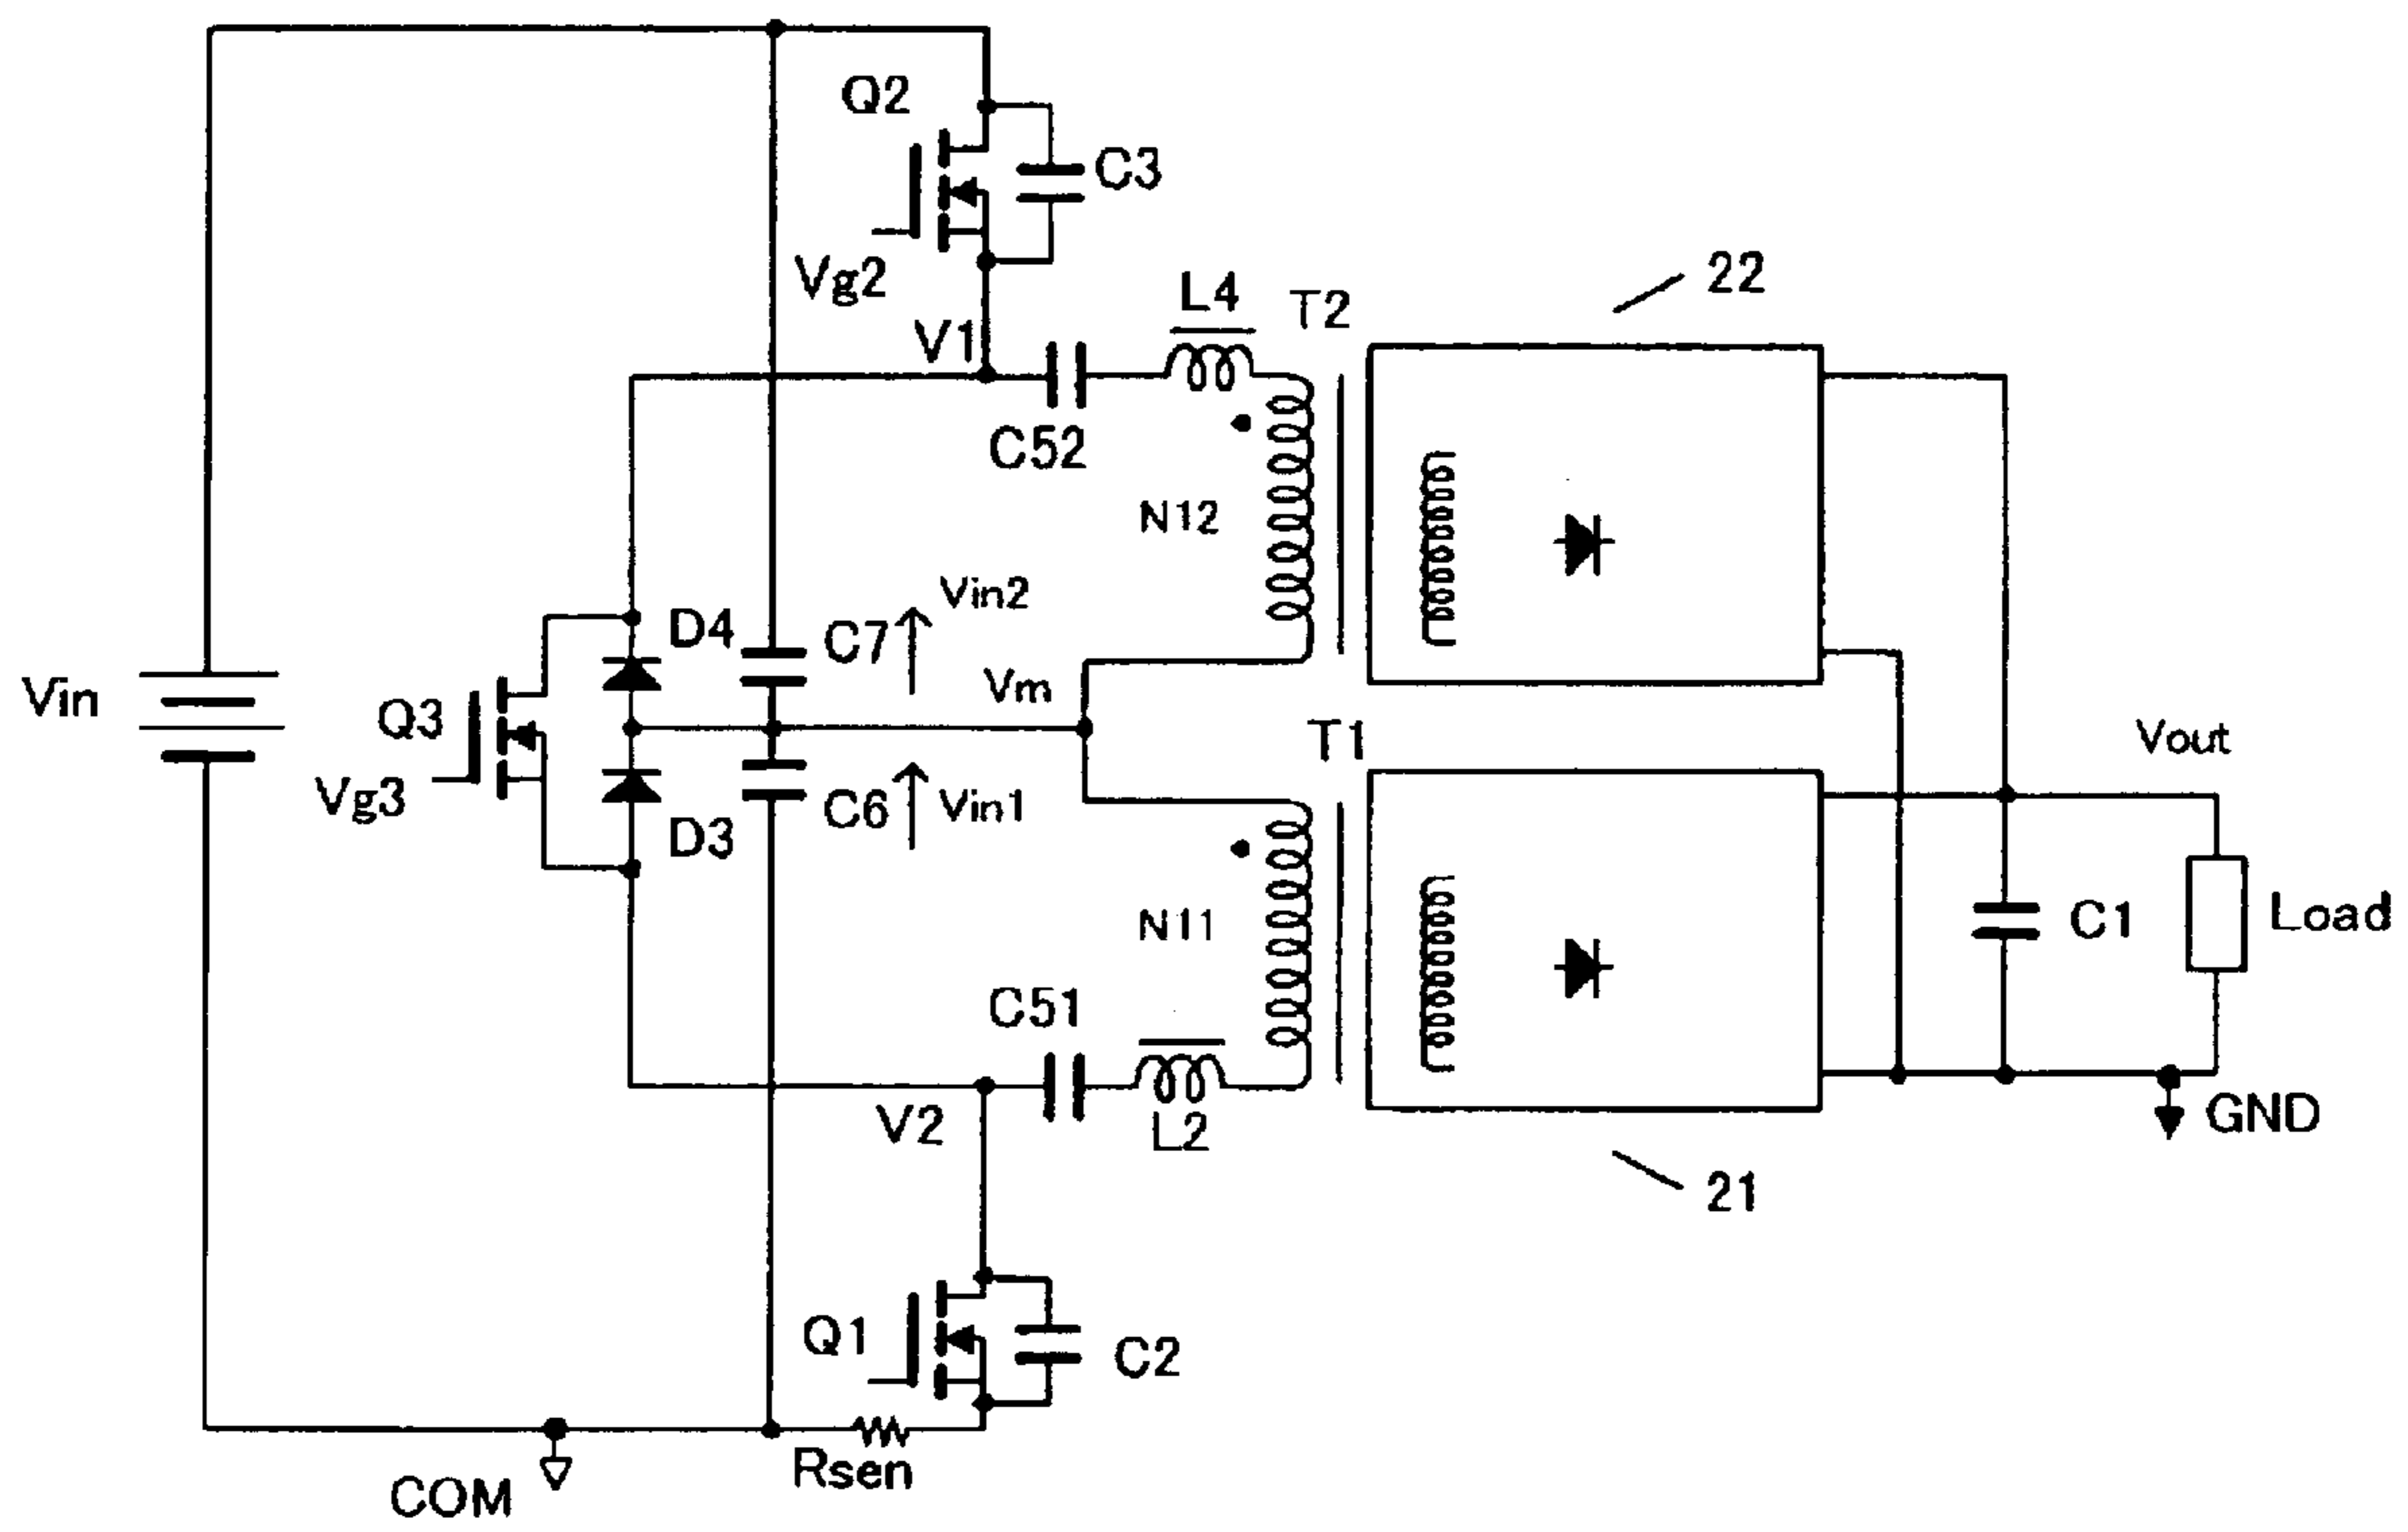 Q2
C3
Vg2
22
L4
T2
V1
C52
N12
Vin2
D4
C7
Vm
Vin
Q3
T1
Vout
Vg3
D3
C6
Vin1
N11
C1
Load
C51
V2
L2
GND
21
Q1
C2
Rsen
COM